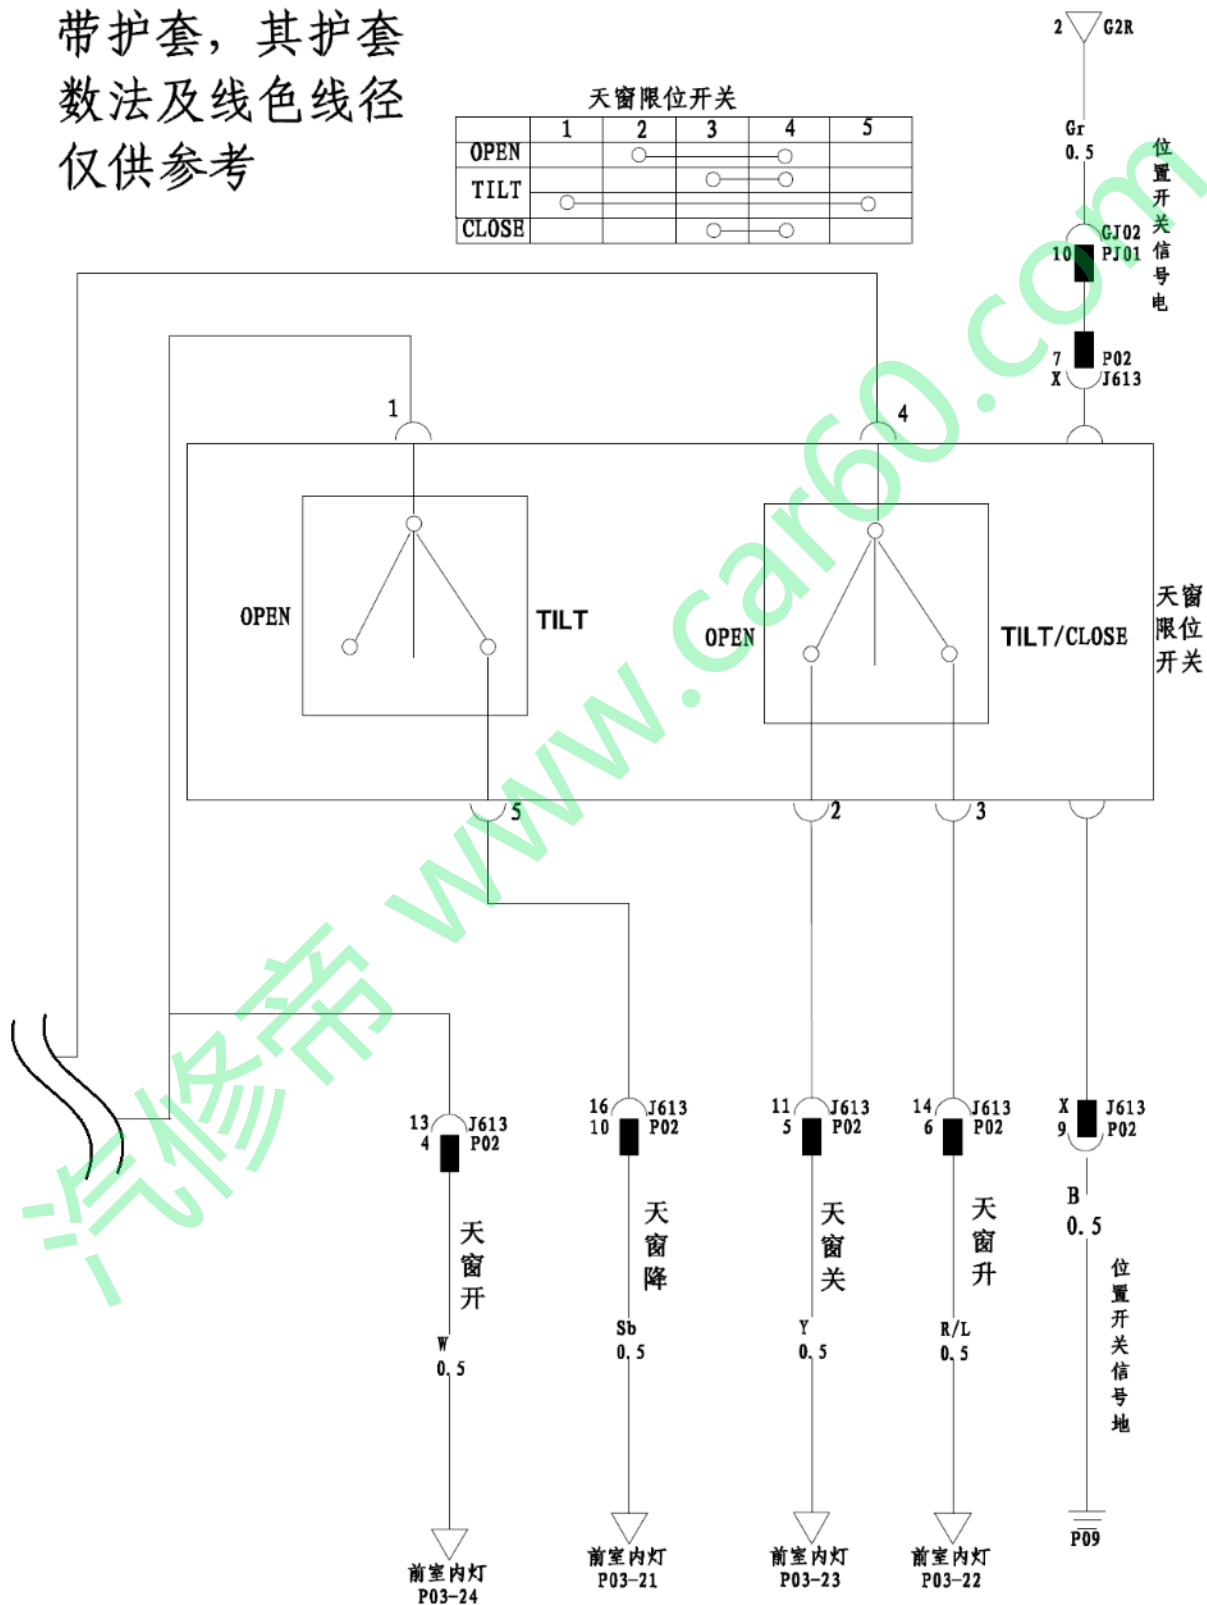 带护套，其护套
数法及线色线径
仅供参考
天窗限位开关
1 2 3 4 5
OPEN
TILT
CLOSE
2 G2R
Gr
0.5
位置开关信号电
GJ02
10 PJ01
7 P02
X J613
1
4
OPEN
TILT
OPEN
TILT/CLOSE
天窗
限位
开关
5
2
3
13 J613
4 P02
16 J613
10 P02
11 J613
5 P02
14 J613
6 P02
X J613
9 P02
天窗开
天窗降
天窗关
天窗升
B
0.5
位置开关信号地
W
0.5
Sb
0.5
Y
0.5
R/L
0.5
前室内灯
P03-24
前室内灯
P03-21
前室内灯
P03-23
前室内灯
P03-22
P09
汽修帝 www.car60.com